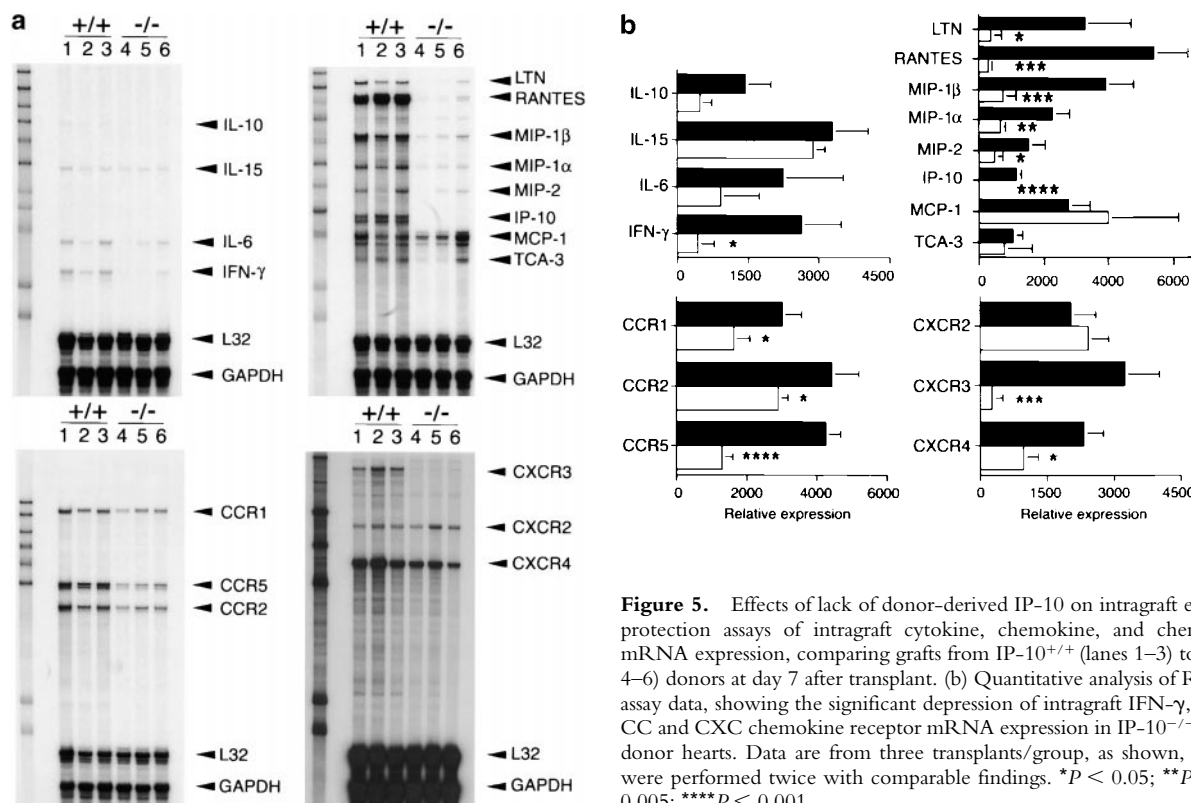 a
+/+ -/-
1 2 3 4 5 6
IL-10
IL-15
IL-6
IFN-γ
L32
GAPDH
+/+ -/-
1 2 3 4 5 6
LTN
RANTES
MIP-1β
MIP-1α
MIP-2
IP-10
MCP-1
TCA-3
L32
GAPDH
+/+ -/-
1 2 3 4 5 6
CCR1
CCR5
CCR2
L32
GAPDH
+/+ -/-
1 2 3 4 5 6
CXCR3
CXCR2
CXCR4
L32
GAPDH
b
IL-10
IL-15
IL-6
IFN-γ *
0 1500 3000 4500
LTN *
RANTES ***
MIP-1β ***
MIP-1α **
MIP-2 *
IP-10 ****
MCP-1
TCA-3
0 2000 4000 6000
CCR1 *
CCR2 *
CCR5 ****
0 2000 4000 6000
Relative expression
CXCR2
CXCR3 ***
CXCR4 *
0 1500 3000 4500
Relative expression
Figure 5. Effects of lack of donor-derived IP-10 on intragraft e
protection assays of intragraft cytokine, chemokine, and chem
mRNA expression, comparing grafts from IP-10+/+ (lanes 1–3) to
4–6) donors at day 7 after transplant. (b) Quantitative analysis of R
assay data, showing the significant depression of intragraft IFN-γ,
CC and CXC chemokine receptor mRNA expression in IP-10−/−
donor hearts. Data are from three transplants/group, as shown,
were performed twice with comparable findings. *P < 0.05; **P
0.005; ****P < 0.001